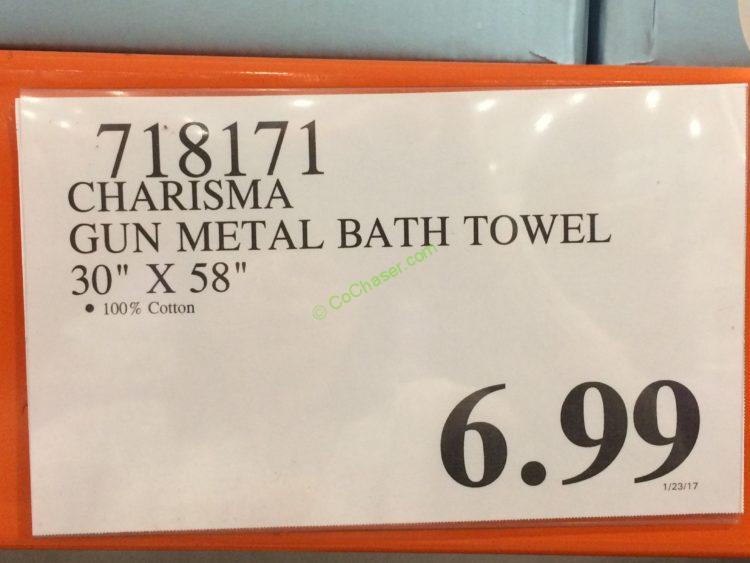 718171
CHARISMA
GUN METAL BATH TOWEL
30" X 58"
• 100% Cotton
© CoChaser.com
6.99
1/23/17